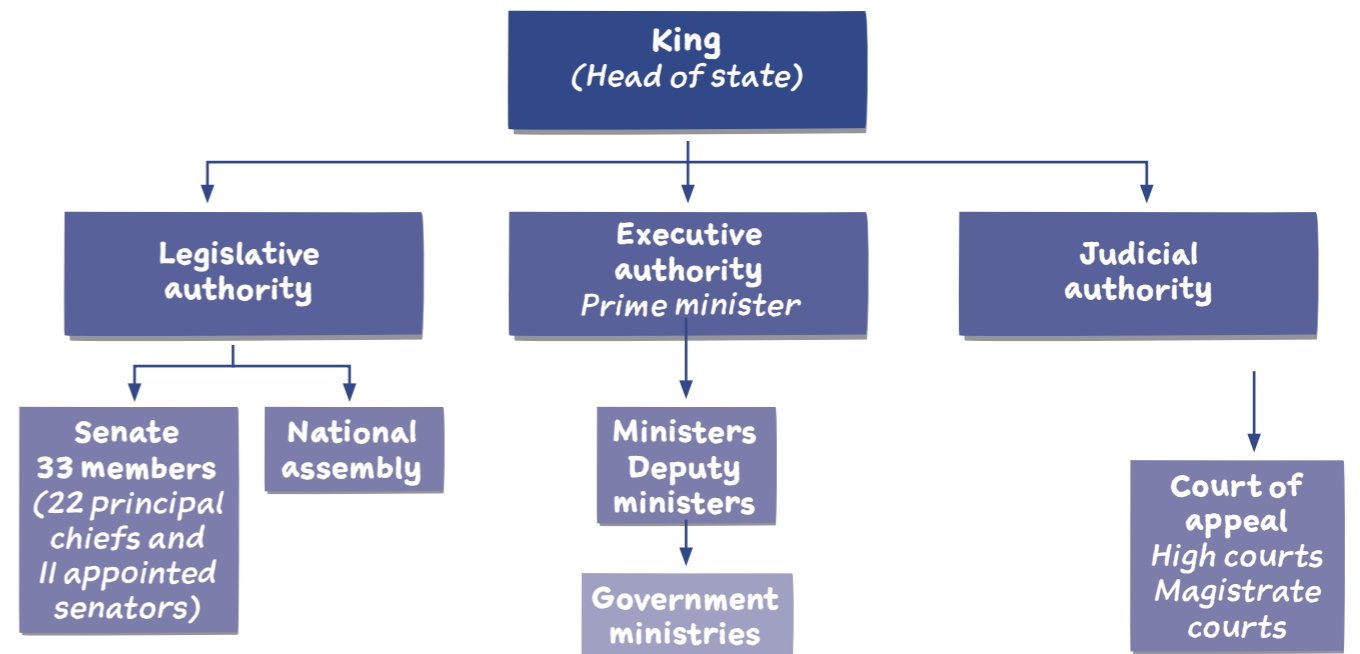 King
(Head of state)
Legislative
authority
Executive
authority
Prime minister
Judicial
authority
Senate
33 members
(22 principal
chiefs and
11 appointed
senators)
National
assembly
Ministers
Deputy
ministers
Government
ministries
Court of
appeal
High courts
Magistrate
courts